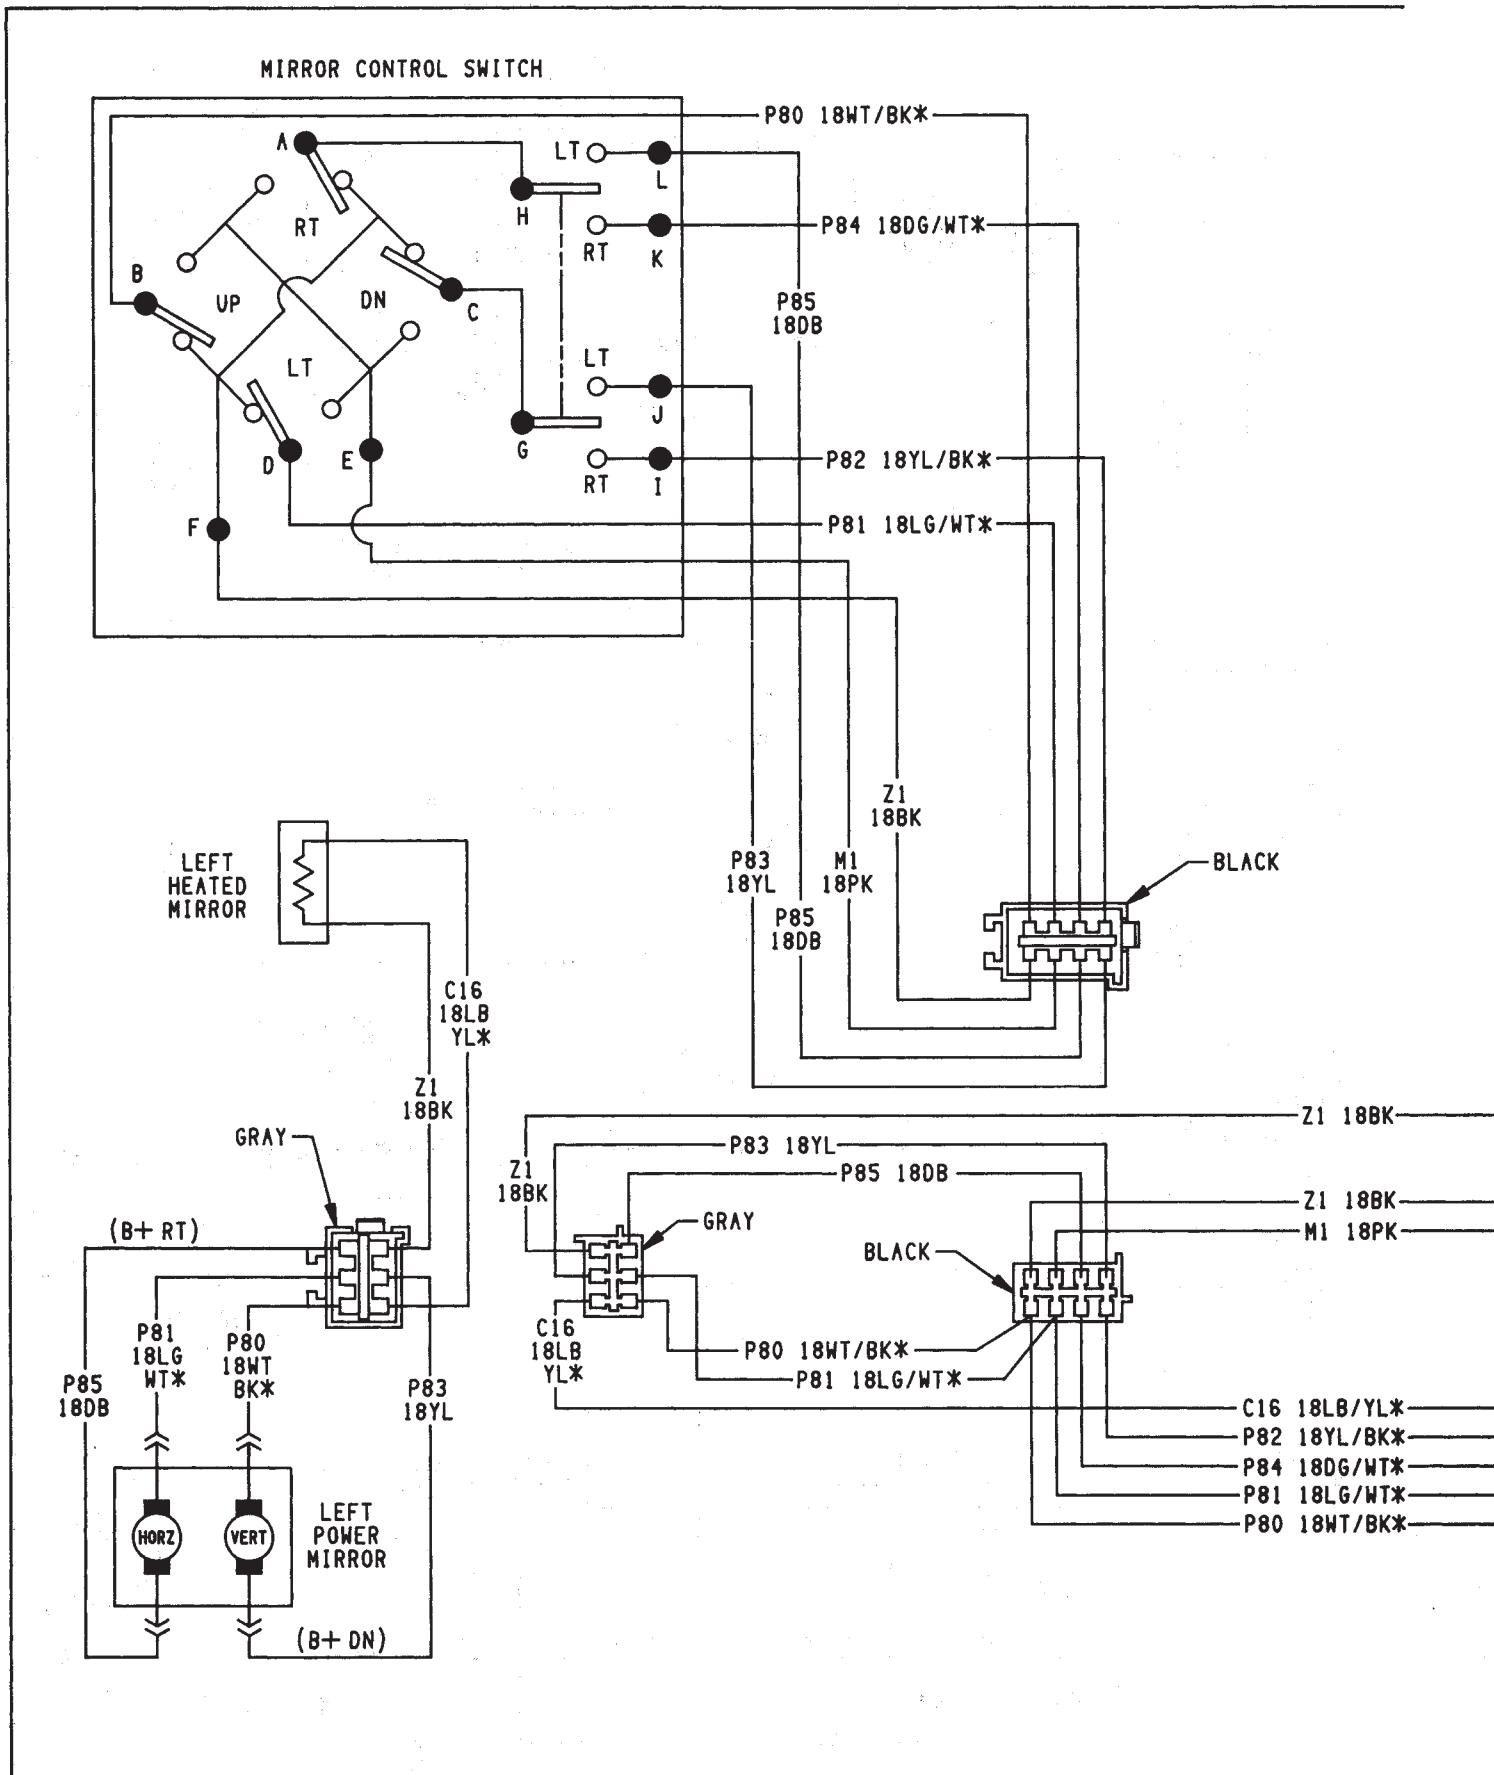 MIRROR CONTROL SWITCH
P80 18WT/BK*
A
LT
L
H
RT
P84 18DG/WT*
RT
K
B
UP
DN
C
P85
18DB
LT
LT
J
G
D
E
RT
I
P82 18YL/BK*
F
P81 18LG/WT*
Z1
18BK
LEFT
HEATED
MIRROR
P83
18YL
M1
18PK
BLACK
P85
18DB
C16
18LB
YL*
Z1
18BK
Z1 18BK
GRAY
P83 18YL
Z1
18BK
P85 18DB
Z1 18BK
(B+ RT)
GRAY
M1 18PK
BLACK
P81
18LG
WT*
P80
18WT
BK*
C16
18LB
YL*
P80 18WT/BK*
P81 18LG/WT*
P85
18DB
P83
18YL
C16 18LB/YL*
P82 18YL/BK*
P84 18DG/WT*
P81 18LG/WT*
P80 18WT/BK*
HORZ
VERT
LEFT
POWER
MIRROR
(B+ DN)